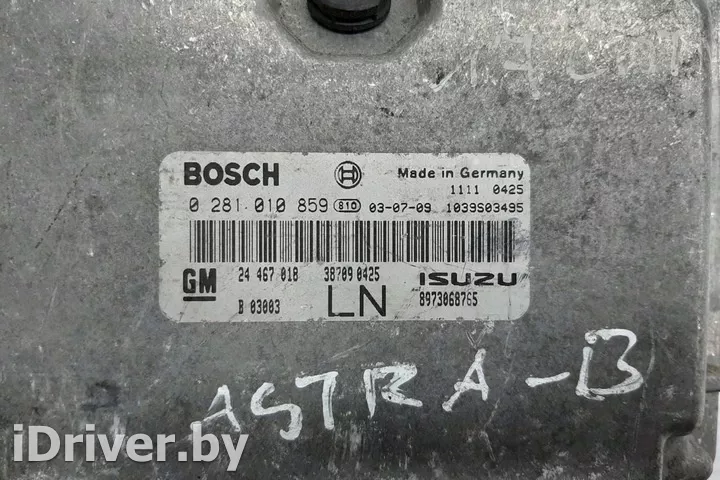 BOSCH Made in Germany
1111 0425
0 281 010 859 810 03-07-09 1039S03495
GM 24 467 018 38709 0425 ISUZU
B 03003 LN 8973068765
ASTRA-B
iDriver.by